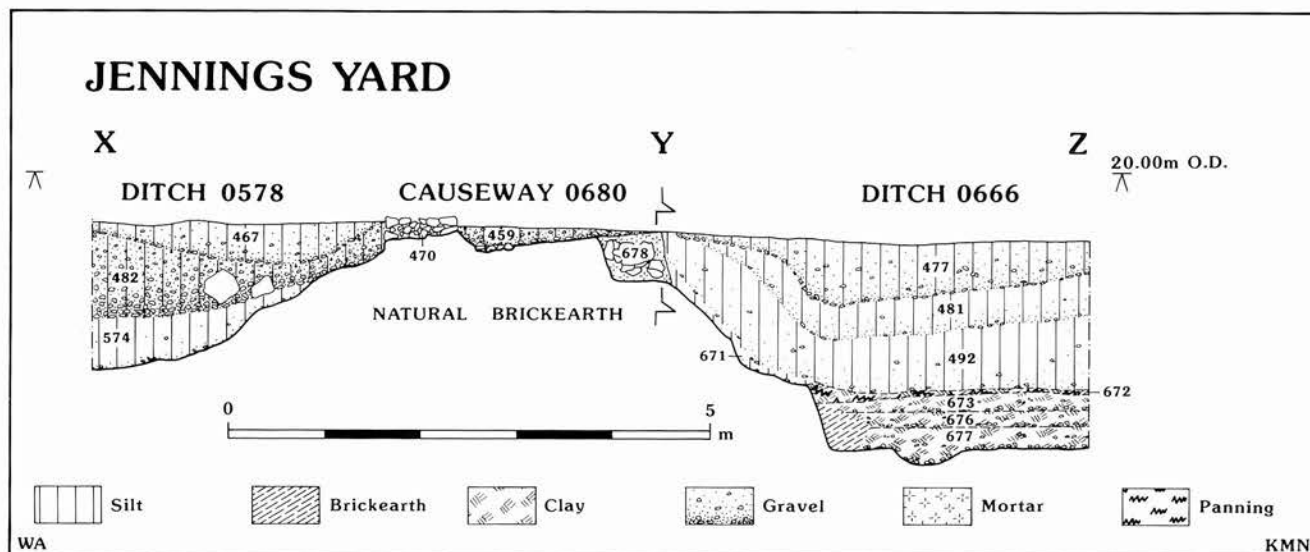 JENNINGS YARD
X Y Z
20.00m O.D.
DITCH 0578 CAUSEWAY 0680 DITCH 0666
467 459
470 678 477
482
NATURAL BRICKEARTH 481
574 671 492
672
673
676
677
0 5
m
Silt Brickearth Clay Gravel Mortar Panning
WA KMN